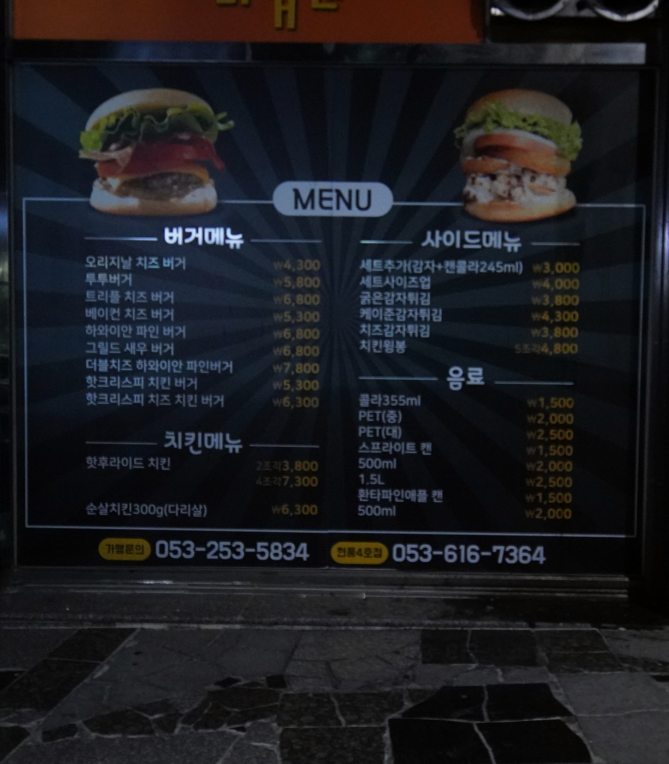 MENU
버거메뉴
오리지날 치즈 버거 ₩4,300
투투버거 ₩5,800
트리플 치즈 버거 ₩6,800
베이컨 치즈 버거 ₩5,300
하와이안 파인 버거 ₩6,800
그릴드 새우 버거 ₩6,800
더블치즈 하와이안 파인버거 ₩7,800
핫크리스피 치킨 버거 ₩5,300
핫크리스피 치즈 치킨 버거 ₩6,300
치킨메뉴
핫후라이드 치킨 2조각3,800
4조각7,300
순살치킨300g(다리살) ₩6,300
사이드메뉴
세트추가(감자+캔콜라245ml) ₩3,000
세트사이즈업 ₩4,000
굵은감자튀김 ₩3,800
케이준감자튀김 ₩4,300
치즈감자튀김 ₩3,800
치킨윙봉 5조각4,800
음료
콜라355ml ₩1,500
PET(중) ₩2,000
PET(대) ₩2,500
스프라이트 캔 ₩1,500
500ml ₩2,000
1.5L ₩2,500
환타파인애플 캔 ₩1,500
500ml ₩2,000
가맹문의 053-253-5834
현풍4호점 053-616-7364